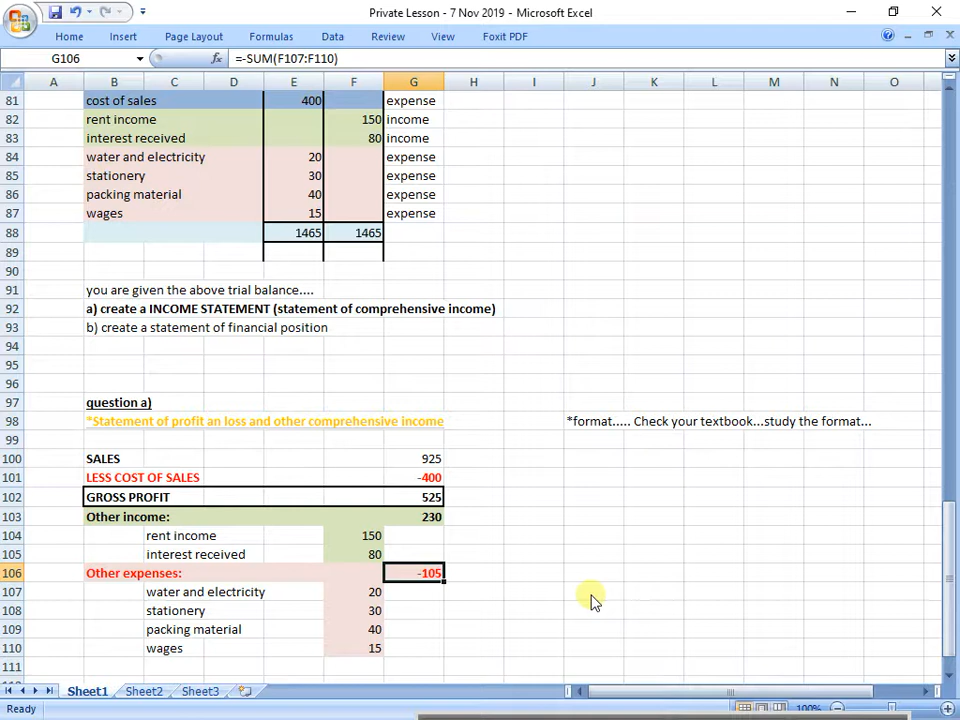 Private Lesson - 7 Nov 2019 - Microsoft Excel
Home Insert Page Layout Formulas Data Review View Foxit PDF
G106 fx =-SUM(F107:F110)
A B C D E F G H I J K L M N O
81 cost of sales 400 expense
82 rent income 150 income
83 interest received 80 income
84 water and electricity 20 expense
85 stationery 30 expense
86 packing material 40 expense
87 wages 15 expense
88 1465 1465
89
90
91 you are given the above trial balance....
92 a) create a INCOME STATEMENT (statement of comprehensive income)
93 b) create a statement of financial position
94
95
96
97 question a)
98 *Statement of profit an loss and other comprehensive income *format..... Check your textbook...study the format...
99
100 SALES 925
101 LESS COST OF SALES -400
102 GROSS PROFIT 525
103 Other income: 230
104 rent income 150
105 interest received 80
106 Other expenses: -105
107 water and electricity 20
108 stationery 30
109 packing material 40
110 wages 15
111
Sheet1 Sheet2 Sheet3
Ready 100%